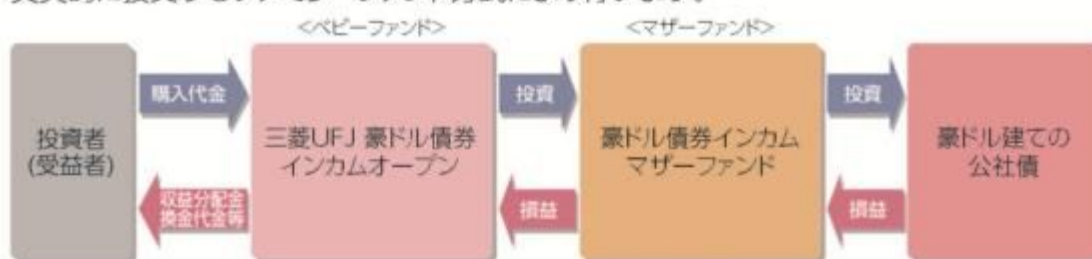 <ベビーファンド>
<マザーファンド>
投資者
(受益者)
購入代金
収益分配金
換金代金等
三菱UFJ 豪ドル債券
インカムオープン
投資
損益
豪ドル債券インカム
マザーファンド
投資
損益
豪ドル建ての
公社債